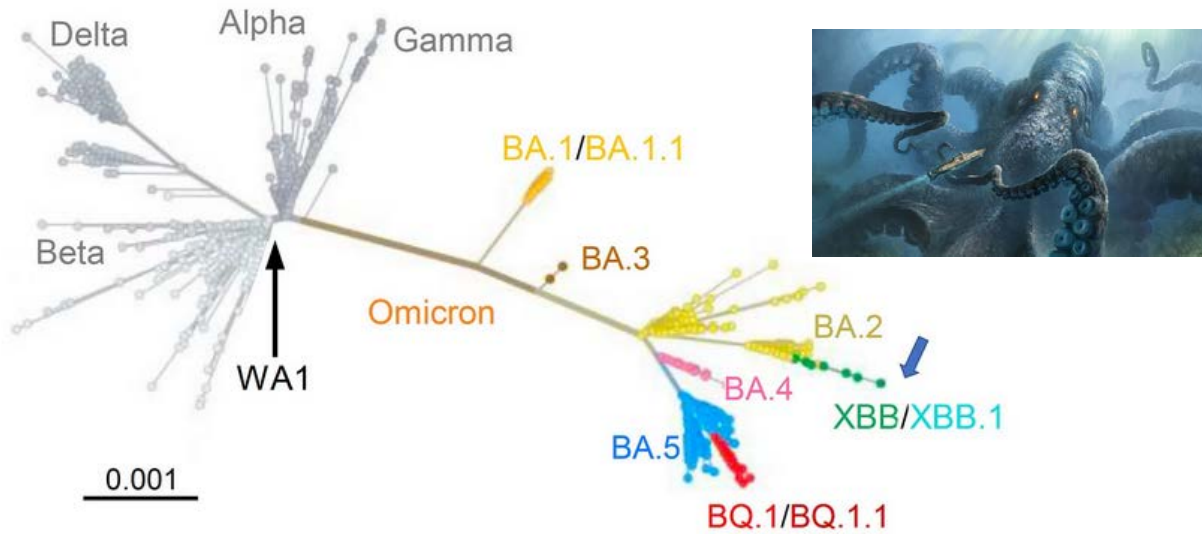 Delta
Alpha
Gamma
BA.1/BA.1.1
Beta
BA.3
Omicron
BA.2
WA1
BA.4
XBB/XBB.1
BA.5
0.001
BQ.1/BQ.1.1